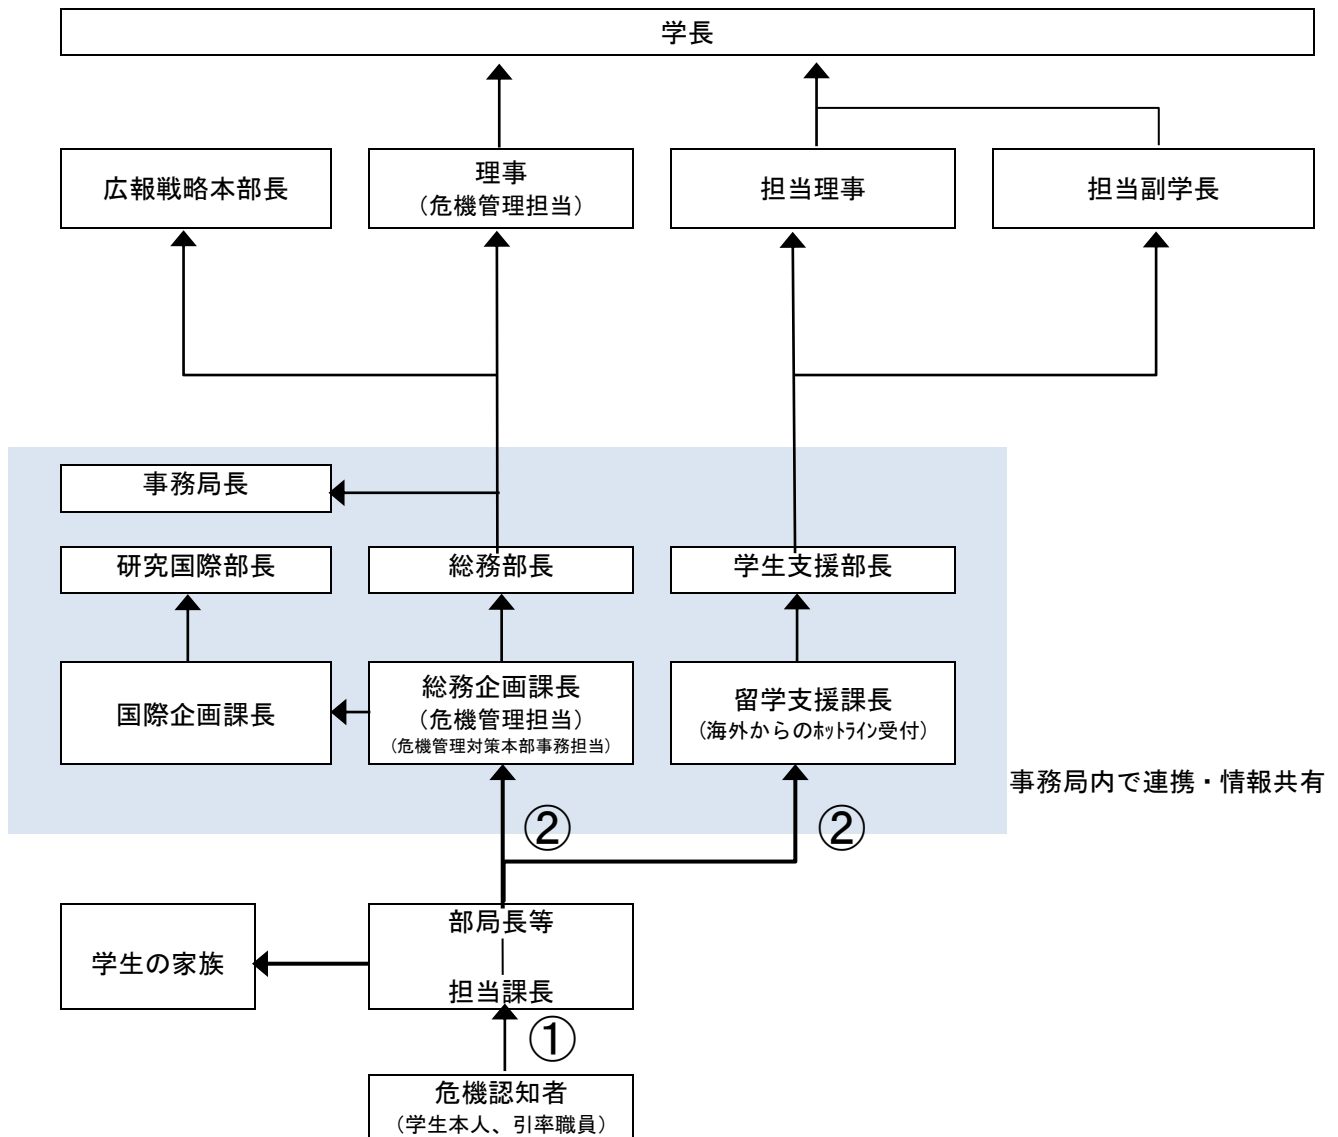 学長
広報戦略本部長
理事
（危機管理担当）
担当理事
担当副学長
事務局長
研究国際部長
総務部長
学生支援部長
国際企画課長
総務企画課長
（危機管理担当）
（危機管理対策本部事務担当）
留学支援課長
（海外からのﾎｯﾄﾗｲﾝ受付）
事務局内で連携・情報共有
②
②
学生の家族
部局長等
担当課長
①
危機認知者
（学生本人、引率職員）